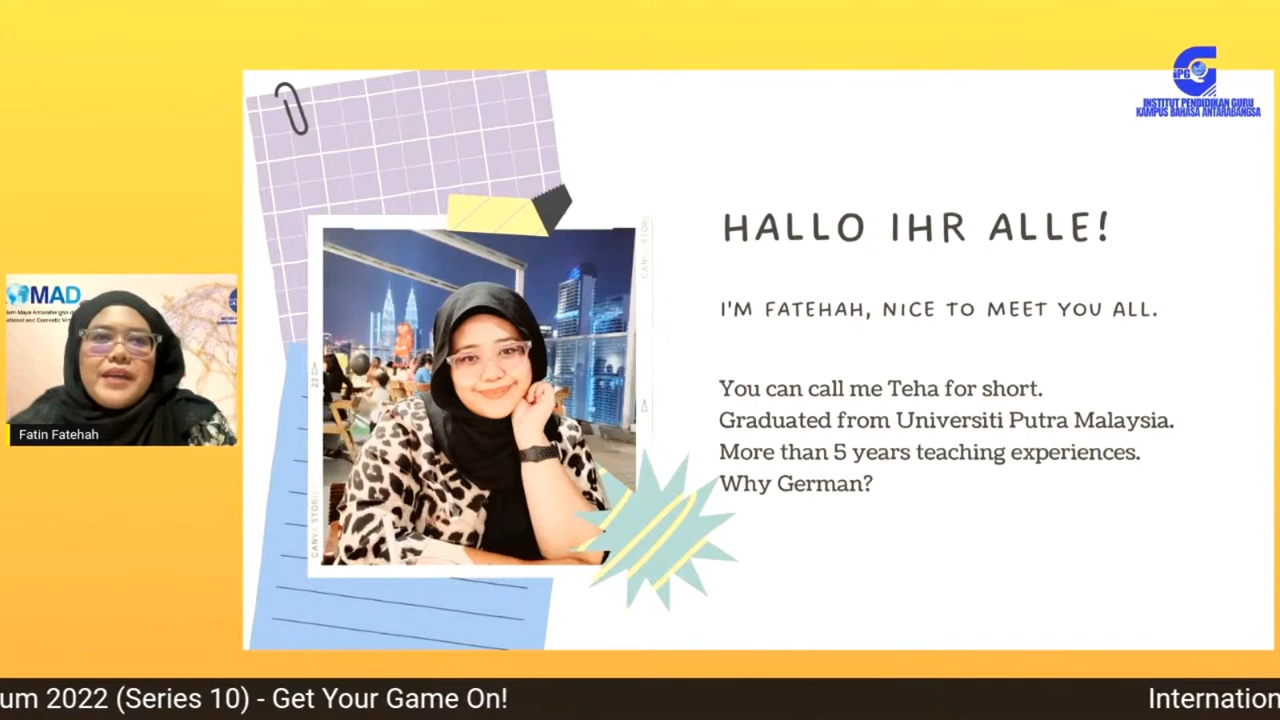 iPG
INSTITUT PENDIDIKAN GURU
KAMPUS BAHASA ANTARABANGSA
HALLO IHR ALLE!
I'M FATEHAH, NICE TO MEET YOU ALL.
You can call me Teha for short.
Graduated from Universiti Putra Malaysia.
More than 5 years teaching experiences.
Why German?
23
MAD
Fatin Fatehah
um 2022 (Series 10) - Get Your Game On!
Internation